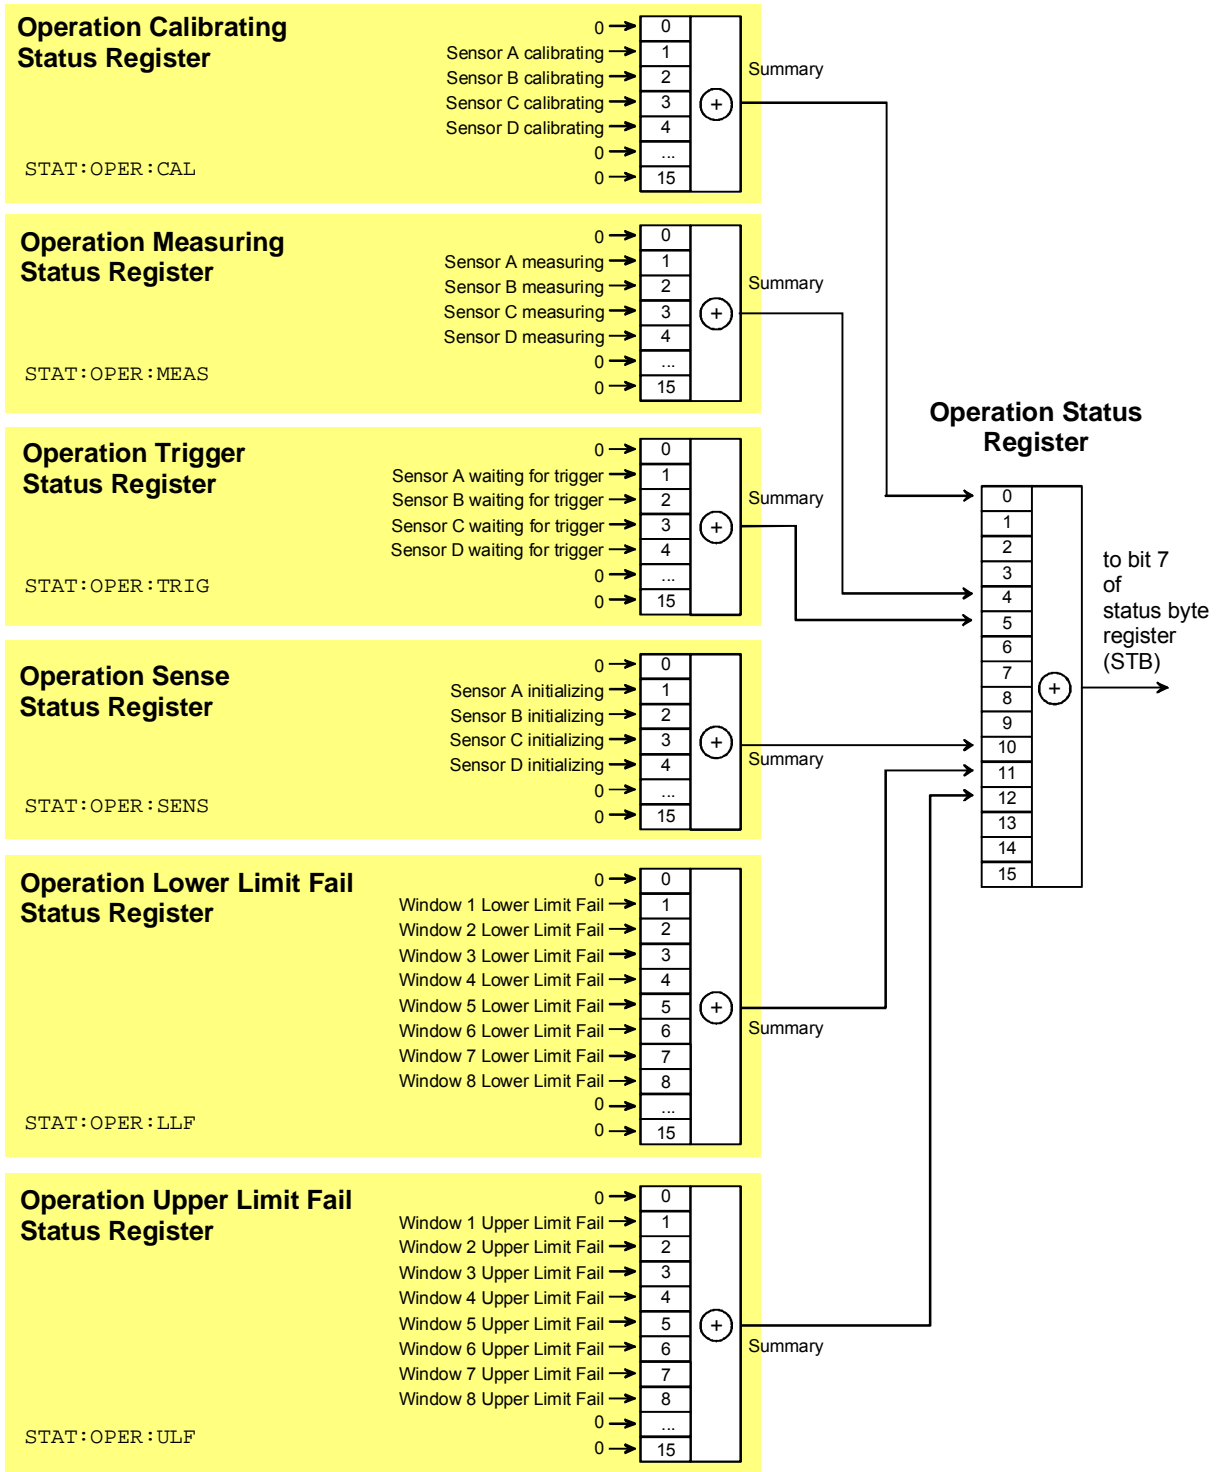 Operation Calibrating
Status Register
0 0
Sensor A calibrating 1
Sensor B calibrating 2
Sensor C calibrating 3
Sensor D calibrating 4
0 ...
0 15
+
Summary
STAT:OPER:CAL
Operation Measuring
Status Register
0 0
Sensor A measuring 1
Sensor B measuring 2
Sensor C measuring 3
Sensor D measuring 4
0 ...
0 15
+
Summary
STAT:OPER:MEAS
Operation Trigger
Status Register
0 0
Sensor A waiting for trigger 1
Sensor B waiting for trigger 2
Sensor C waiting for trigger 3
Sensor D waiting for trigger 4
0 ...
0 15
+
Summary
STAT:OPER:TRIG
Operation Sense
Status Register
0 0
Sensor A initializing 1
Sensor B initializing 2
Sensor C initializing 3
Sensor D initializing 4
0 ...
0 15
+
Summary
STAT:OPER:SENS
Operation Lower Limit Fail
Status Register
0 0
Window 1 Lower Limit Fail 1
Window 2 Lower Limit Fail 2
Window 3 Lower Limit Fail 3
Window 4 Lower Limit Fail 4
Window 5 Lower Limit Fail 5
Window 6 Lower Limit Fail 6
Window 7 Lower Limit Fail 7
Window 8 Lower Limit Fail 8
0 ...
0 15
+
Summary
STAT:OPER:LLF
Operation Upper Limit Fail
Status Register
0 0
Window 1 Upper Limit Fail 1
Window 2 Upper Limit Fail 2
Window 3 Upper Limit Fail 3
Window 4 Upper Limit Fail 4
Window 5 Upper Limit Fail 5
Window 6 Upper Limit Fail 6
Window 7 Upper Limit Fail 7
Window 8 Upper Limit Fail 8
0 ...
0 15
+
Summary
STAT:OPER:ULF
Operation Status
Register
0
1
2
3
4
5
6
7
8
9
10
11
12
13
14
15
+
to bit 7
of
status byte
register
(STB)